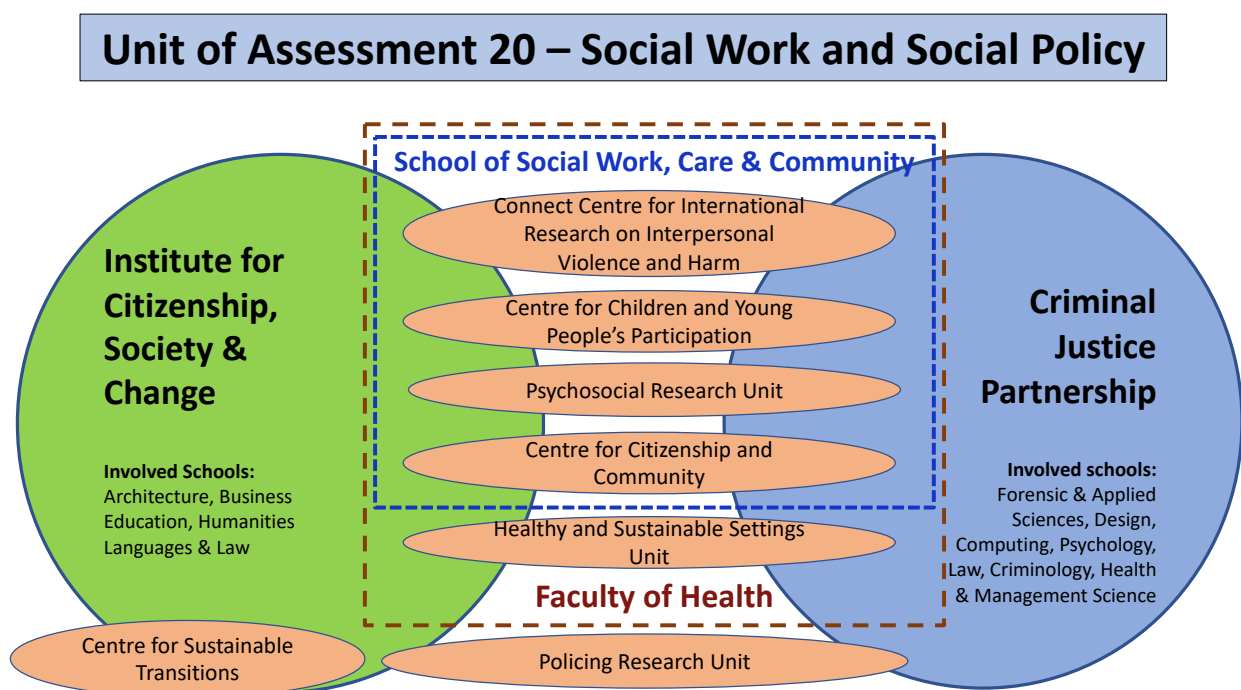 Unit of Assessment 20 – Social Work and Social Policy
School of Social Work, Care & Community
Connect Centre for International
Research on Interpersonal
Violence and Harm
Institute for
Citizenship,
Society &
Change
Centre for Children and Young
People’s Participation
Criminal
Justice
Partnership
Psychosocial Research Unit
Centre for Citizenship and
Community
Involved Schools:
Architecture, Business
Education, Humanities
Languages & Law
Involved schools:
Forensic & Applied
Sciences, Design,
Computing, Psychology,
Law, Criminology, Health
& Management Science
Healthy and Sustainable Settings
Unit
Faculty of Health
Centre for Sustainable
Transitions
Policing Research Unit